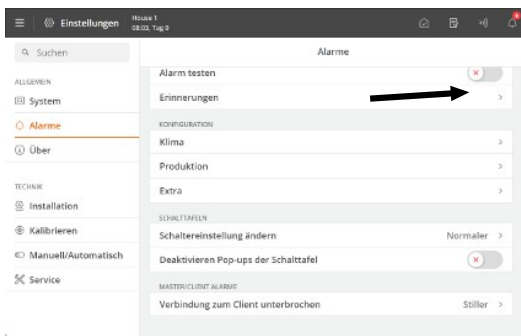 Einstellungen
House 1
08:03, Tag 0
4
Suchen
Alarme
ALLGEMEIN
System
Alarme
Über
TECHNIK
Installation
Kalibrieren
Manuell/Automatisch
Service
Alarm testen
Erinnerungen
KONFIGURATION
Klima
Produktion
Extra
SCHALTTAFELN
Schaltereinstellung ändern Normaler
Deaktivieren Pop-ups der Schalttafel
MASTER/CLIENT ALARME
Verbindung zum Client unterbrochen Stiller